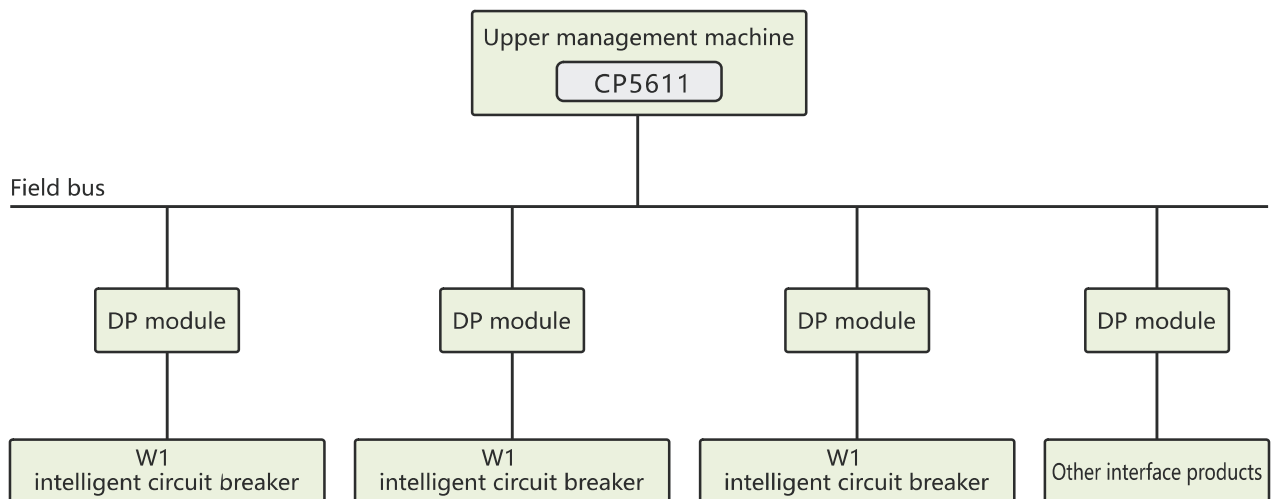 Upper management machine
CP5611
Field bus
DP module
DP module
DP module
DP module
W1
intelligent circuit breaker
W1
intelligent circuit breaker
W1
intelligent circuit breaker
Other interface products